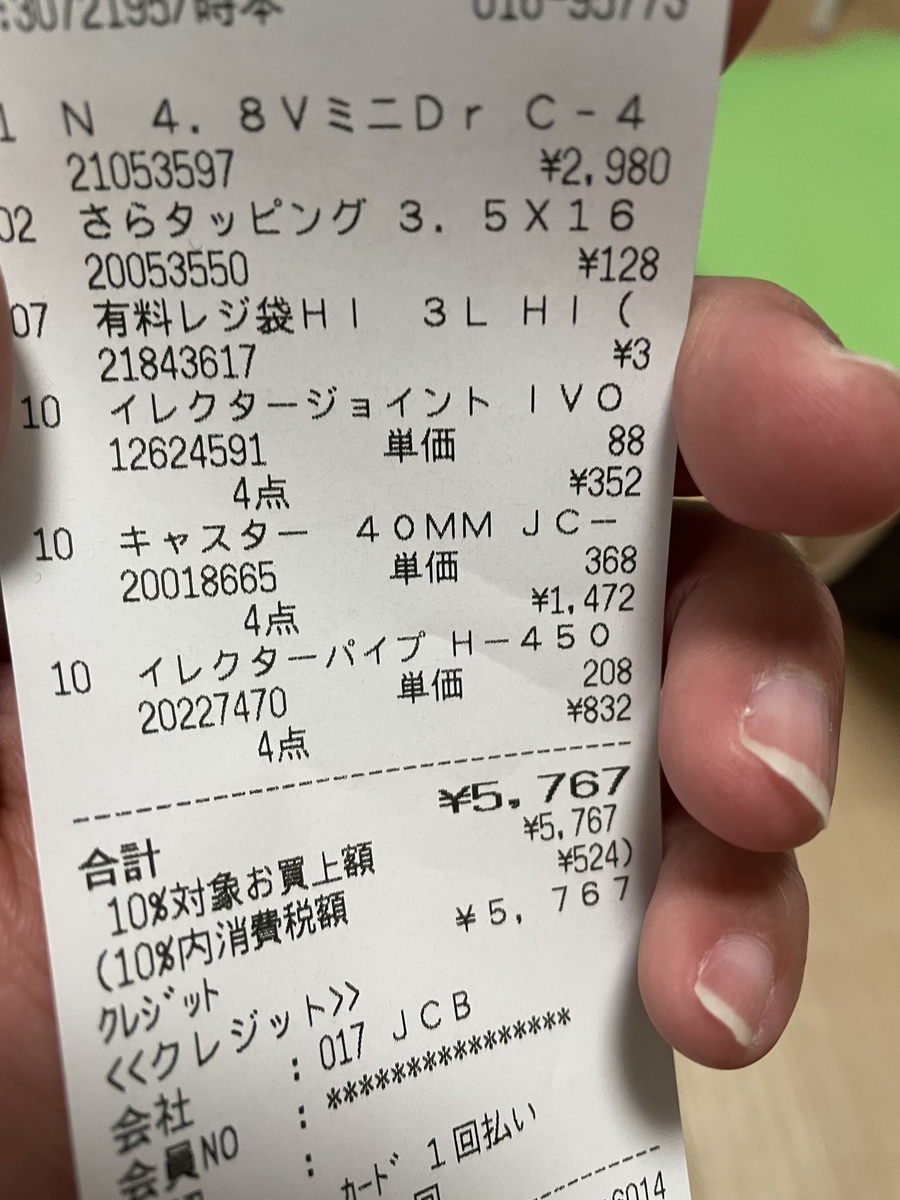 1 N 4.8VミニDr C-4
21053597 ¥2,980
02 さらタッピング 3.5X16
20053550 ¥128
07 有料レジ袋HI 3L HI(
21843617 ¥3
10 イレクタージョイント IVO
12624591 単価 88
4点 ¥352
10 キャスター 40MM JC-
20018665 単価 368
4点 ¥1,472
10 イレクターパイプ H-450
20227470 単価 208
4点 ¥832
合計 ¥5,767
10%対象お買上額 ¥5,767
(10%内消費税額 ¥524)
クレジット ¥5,767
<<クレジット>>
会社 : 017 JCB
会員NO : ****************
: カード 1回払い